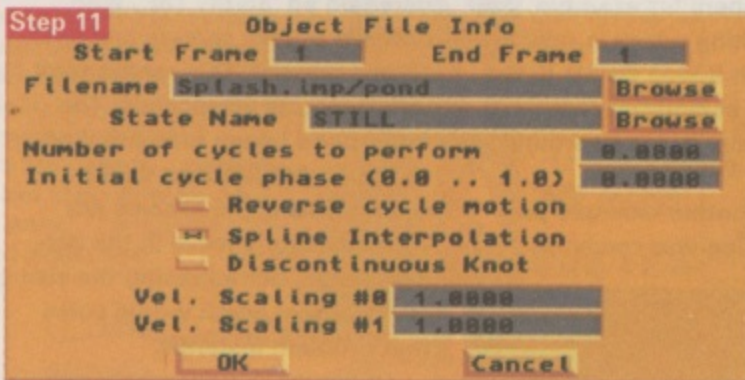 Step 11
Object File Info
Start Frame 1 End Frame 1
Filename Splash.imp/pond Browse
State Name STILL Browse
Number of cycles to perform 0.0000
Initial cycle phase (0.0 .. 1.0) 0.0000
Reverse cycle motion
Spline Interpolation
Discontinuous Knot
Vel. Scaling #0 1.0000
Vel. Scaling #1 1.0000
OK Cancel